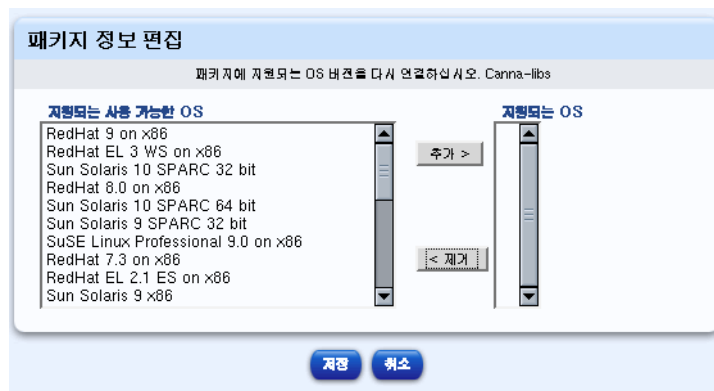 패키지 정보 편집
패키지에 지원되는 OS 버전을 다시 연결하십시오. Canna-libs
지원되는 사용 가능한 OS
지원되는 OS
RedHat 9 on x86
RedHat EL 3 WS on x86
Sun Solaris 10 SPARC 32 bit
RedHat 8.0 on x86
Sun Solaris 10 SPARC 64 bit
Sun Solaris 9 SPARC 32 bit
SuSE Linux Professional 9.0 on x86
RedHat 7.3 on x86
RedHat EL 2.1 ES on x86
Sun Solaris 9 x86
추가 >
< 제거
저장
취소